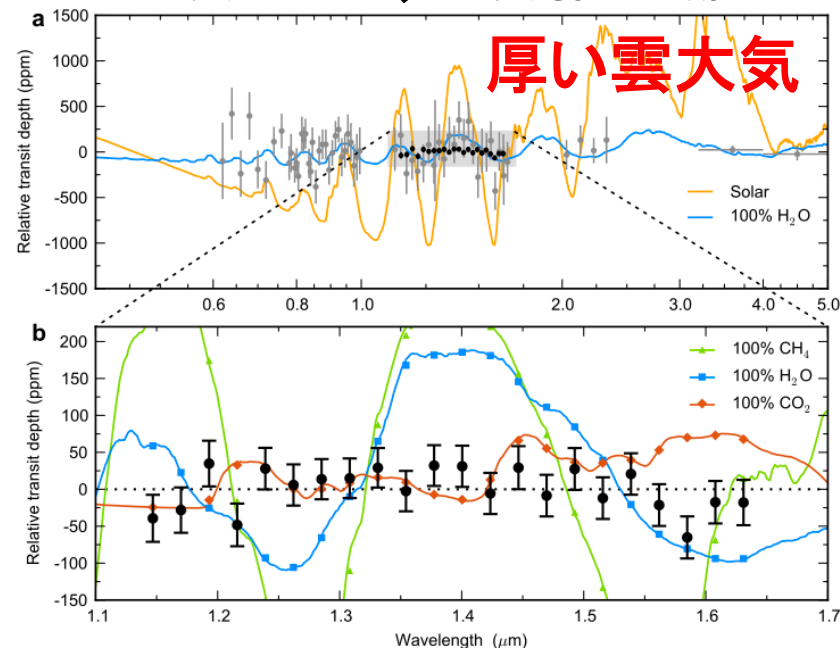 a
厚い雲大気
Relative transit depth (ppm)
1500
1000
500
0
-500
-1000
-1500
Solar
100% H₂O
0.6 0.8 1.0 2.0 3.0 4.0 5.0
b
Relative transit depth (ppm)
200
150
100
50
0
-50
-100
-150
100% CH₄
100% H₂O
100% CO₂
1.1 1.2 1.3 1.4 1.5 1.6 1.7
Wavelength (μm)